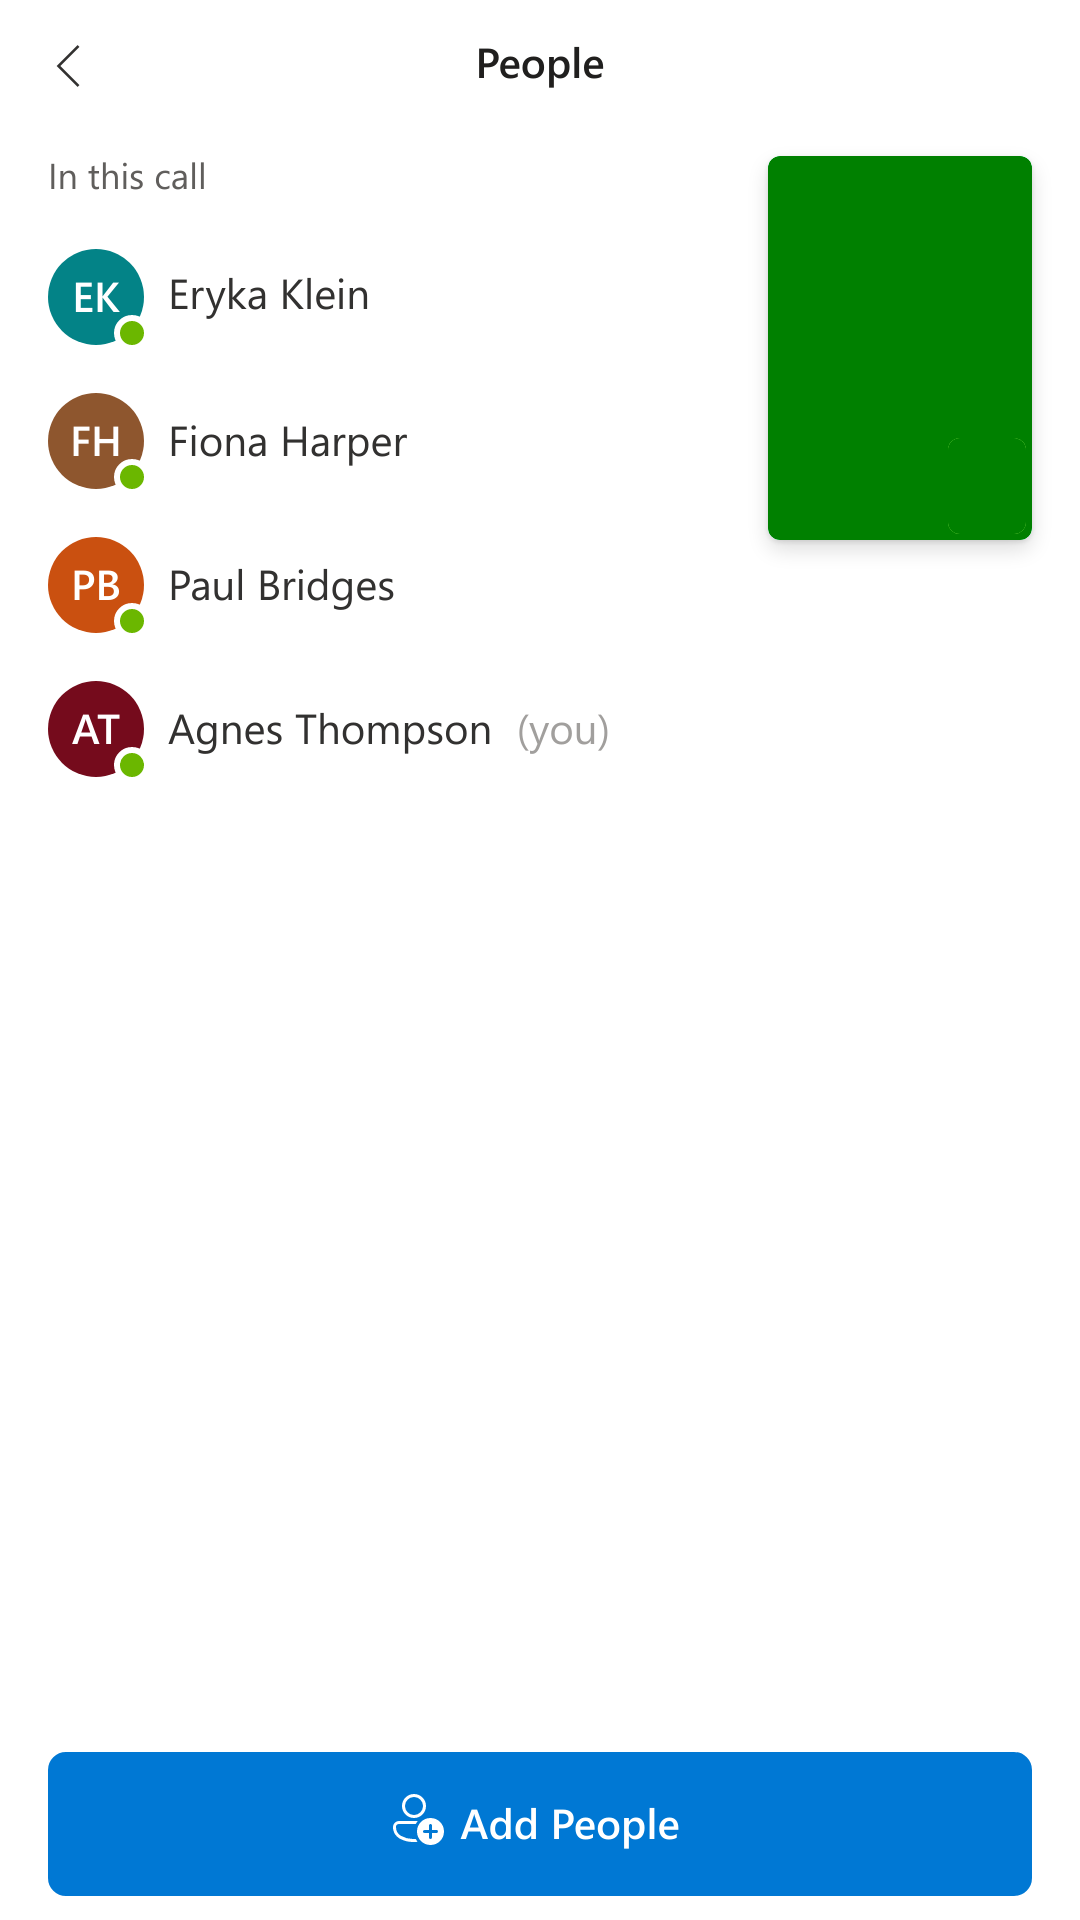 People
In this call
EK Eryka Klein
FH Fiona Harper
PB Paul Bridges
AT Agnes Thompson (you)
Add People